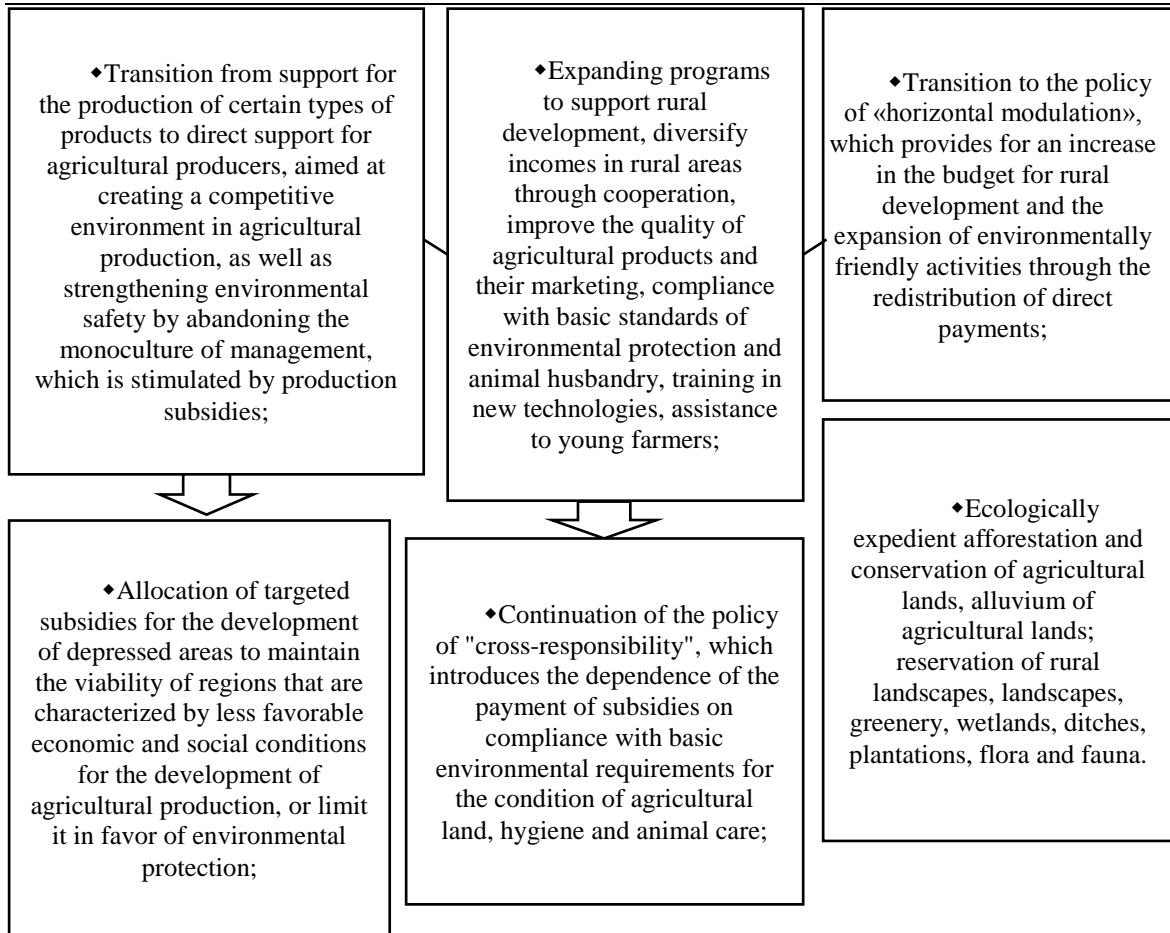 ◆Transition from support for
the production of certain types of
products to direct support for
agricultural producers, aimed at
creating a competitive
environment in agricultural
production, as well as
strengthening environmental
safety by abandoning the
monoculture of management,
which is stimulated by production
subsidies;
◆Expanding programs
to support rural
development, diversify
incomes in rural areas
through cooperation,
improve the quality of
agricultural products and
their marketing, compliance
with basic standards of
environmental protection and
animal husbandry, training in
new technologies, assistance
to young farmers;
◆Transition to the policy
of «horizontal modulation»,
which provides for an increase
in the budget for rural
development and the
expansion of environmentally
friendly activities through the
redistribution of direct
payments;
◆Allocation of targeted
subsidies for the development
of depressed areas to maintain
the viability of regions that are
characterized by less favorable
economic and social conditions
for the development of
agricultural production, or limit
it in favor of environmental
protection;
◆Continuation of the policy
of "cross-responsibility", which
introduces the dependence of the
payment of subsidies on
compliance with basic
environmental requirements for
the condition of agricultural
land, hygiene and animal care;
◆Ecologically
expedient afforestation and
conservation of agricultural
lands, alluvium of
agricultural lands;
reservation of rural
landscapes, landscapes,
greenery, wetlands, ditches,
plantations, flora and fauna.